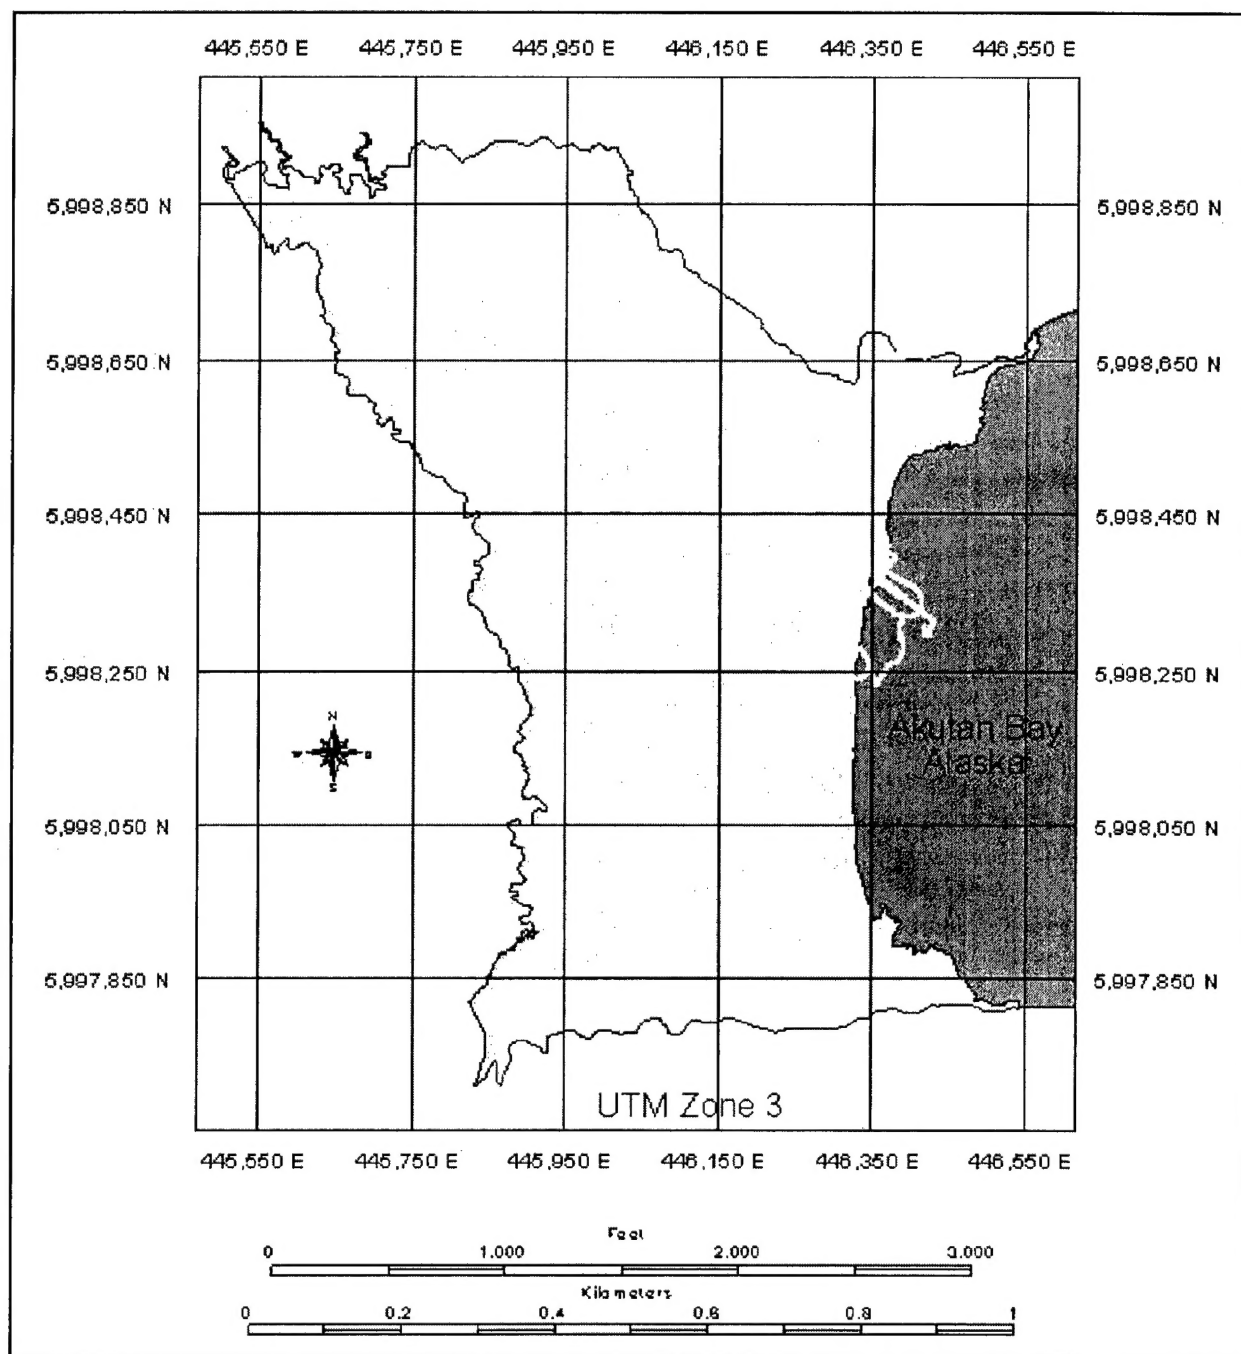 445,550 E 445,750 E 445,950 E 446,150 E 446,350 E 446,550 E
5,998,850 N 5,998,850 N
5,998,650 N 5,998,650 N
5,998,450 N 5,998,450 N
5,998,250 N 5,998,250 N
N
Akutan Bay
Alaska
S
5,998,050 N 5,998,050 N
5,997,850 N 5,997,850 N
UTM Zone 3
445,550 E 445,750 E 445,950 E 446,150 E 446,350 E 446,550 E
Feet
0 1.000 2.000 3.000
Kilometers
0 0.2 0.4 0.6 0.8 1